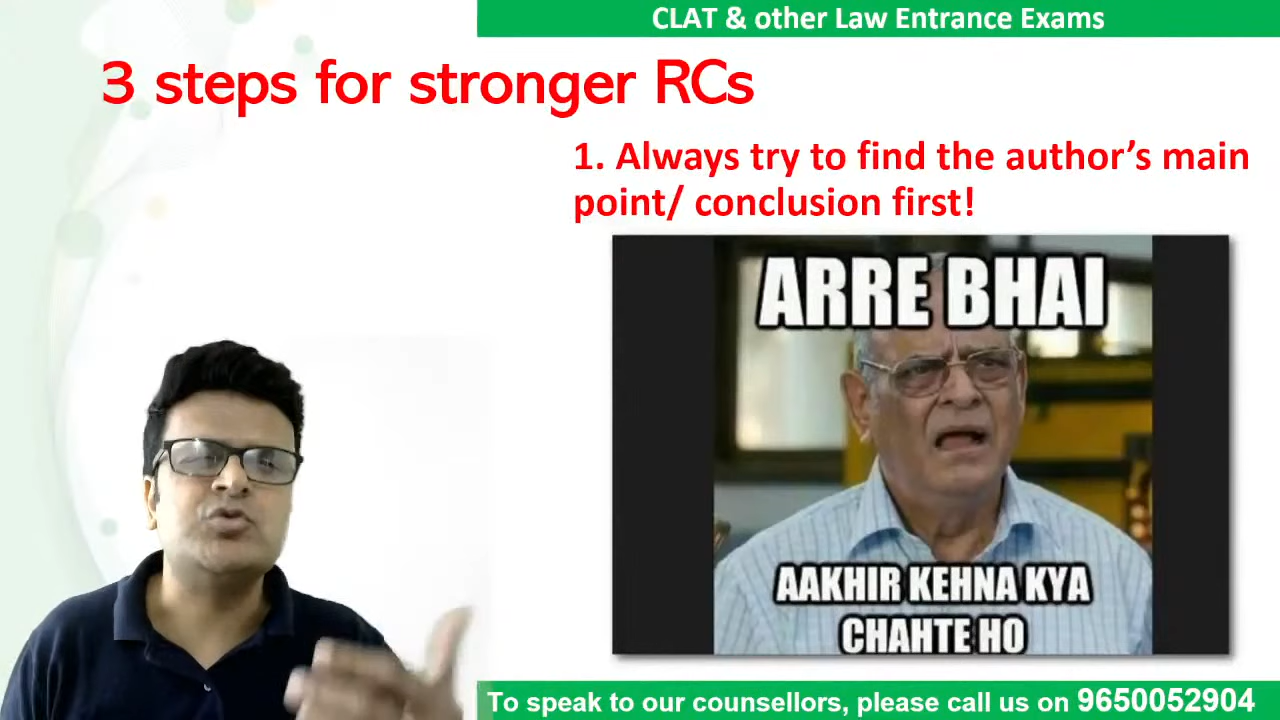 CLAT & other Law Entrance Exams
3 steps for stronger RCs
1. Always try to find the author’s main
point/ conclusion first!
ARRE BHAI
AAKHIR KEHNA KYA
CHAHTE HO
To speak to our counsellors, please call us on 9650052904